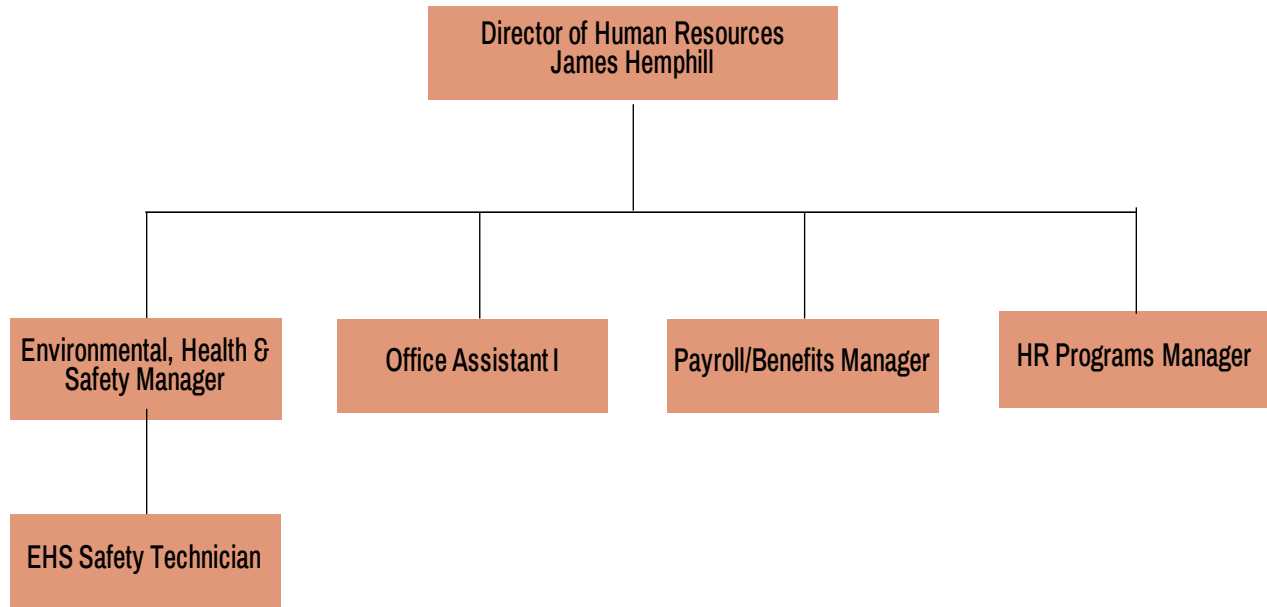 Director of Human Resources
James Hemphill
Environmental, Health &
Safety Manager
Office Assistant I
Payroll/Benefits Manager
HR Programs Manager
EHS Safety Technician